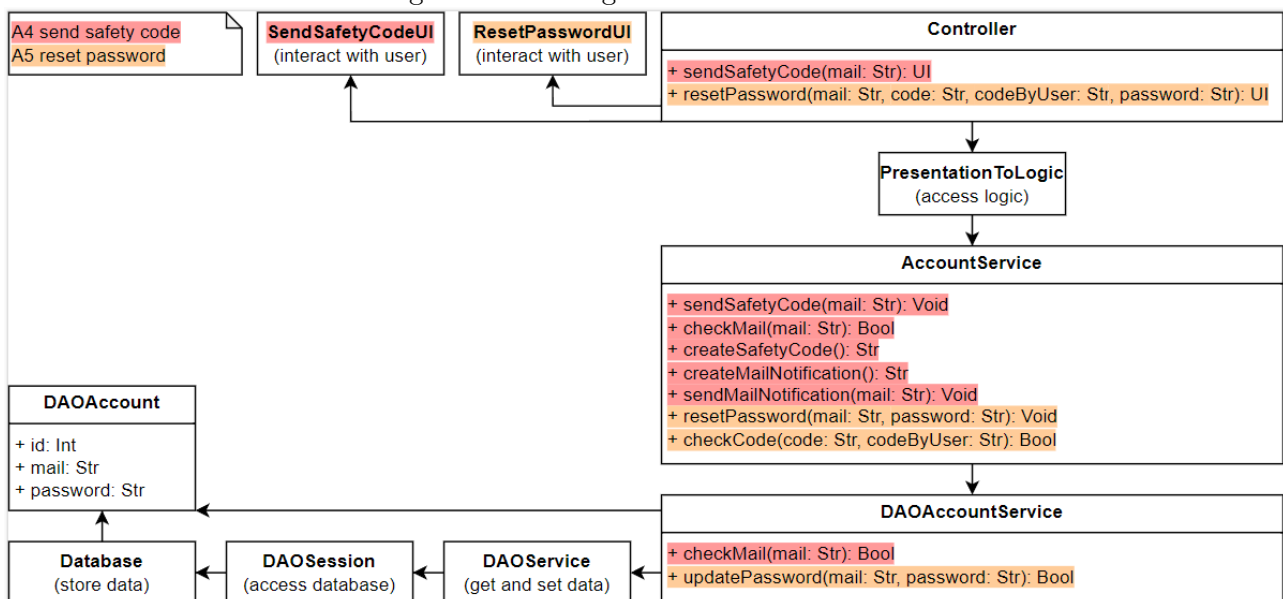 A4 send safety code
A5 reset password
SendSafetyCodeUI
(interact with user)
ResetPasswordUI
(interact with user)
Controller
+ sendSafetyCode(mail: Str): UI
+ resetPassword(mail: Str, code: Str, codeByUser: Str, password: Str): UI
PresentationToLogic
(access logic)
AccountService
+ sendSafetyCode(mail: Str): Void
+ checkMail(mail: Str): Bool
+ createSafetyCode(): Str
+ createMailNotification(): Str
+ sendMailNotification(mail: Str): Void
+ resetPassword(mail: Str, password: Str): Void
+ checkCode(code: Str, codeByUser: Str): Bool
DAOAccount
+ id: Int
+ mail: Str
+ password: Str
DAOAccountService
+ checkMail(mail: Str): Bool
+ updatePassword(mail: Str, password: Str): Bool
Database
(store data)
DAOSession
(access database)
DAOService
(get and set data)